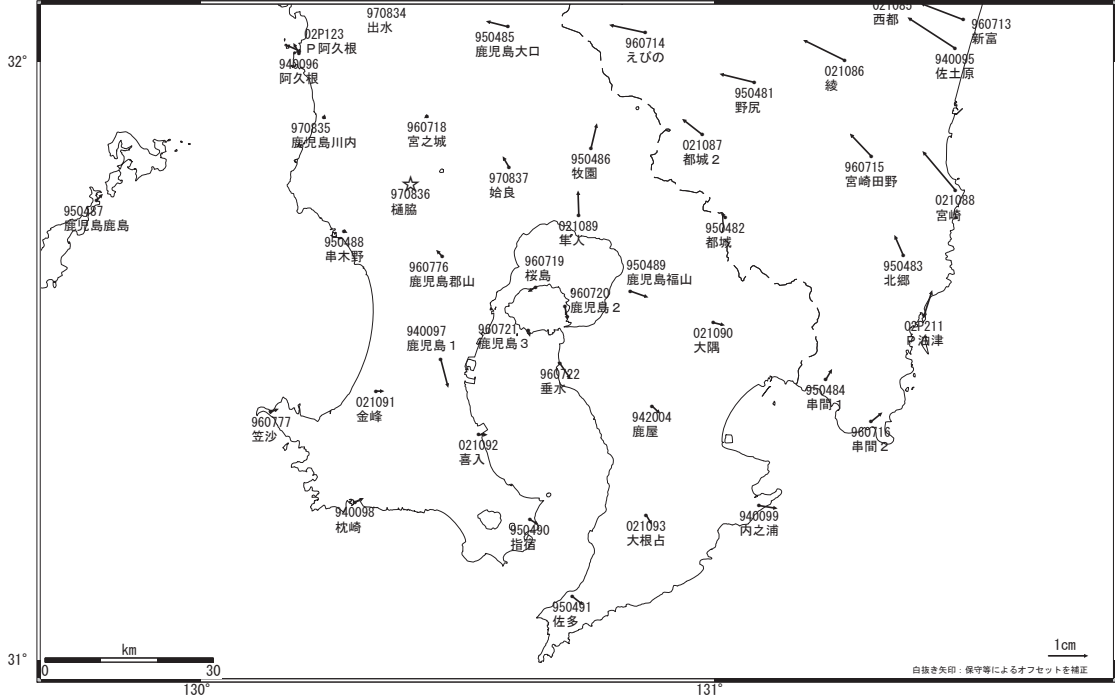 970834
出水
02P123
P阿久根
940096
阿久根
950485
鹿児島大口
960714
えびの
021085
西都
960713
新富
940095
佐土原
32°
021086
綾
950481
野尻
970835
鹿児島川内
960718
宮之城
021087
都城2
950486
牧園
960715
宮崎田野
970837
姶良
970836
樋脇
021088
宮崎
950487
鹿児島鹿島
021089
隼人
950482
都城
950488
串木野
960776
鹿児島郡山
960719
桜島
950489
鹿児島福山
950483
北郷
960720
鹿児島2
940097
鹿児島1
960721
鹿児島3
021090
大隅
02P211
P油津
960722
垂水
950484
串間1
021091
金峰
942004
鹿屋
960777
笠沙
960716
串間2
021092
喜入
940098
枕崎
950490
指宿
021093
大根占
940099
内之浦
950491
佐多
31°
km
0
30
1cm
白抜き矢印：保守等によるオフセットを補正
130°
131°